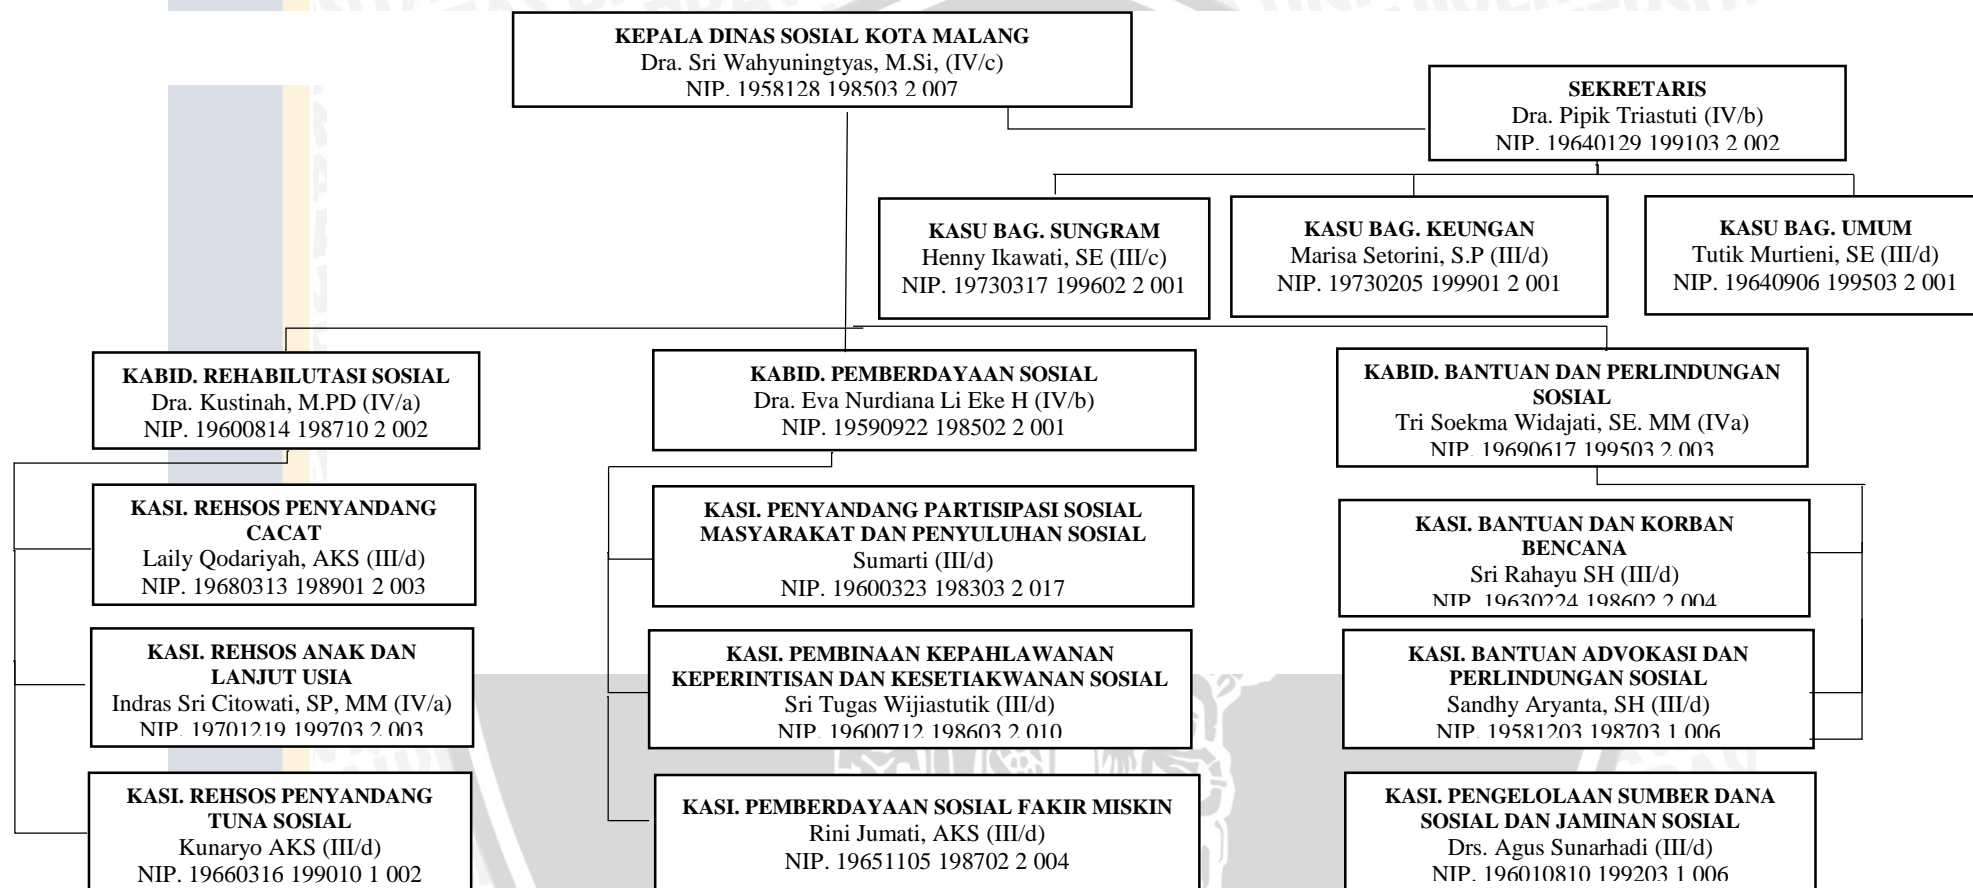 KEPALA DINAS SOSIAL KOTA MALANG
Dra. Sri Wahyuningtyas, M.Si, (IV/c)
NIP. 1958128 198503 2 007
SEKRETARIS
Dra. Pipik Triastuti (IV/b)
NIP. 19640129 199103 2 002
KASU BAG. SUNGRAM
Henny Ikawati, SE (III/c)
NIP. 19730317 199602 2 001
KASU BAG. KEUNGAN
Marisa Setorini, S.P (III/d)
NIP. 19730205 199901 2 001
KASU BAG. UMUM
Tutik Murtieni, SE (III/d)
NIP. 19640906 199503 2 001
KABID. REHABILUTASI SOSIAL
Dra. Kustinah, M.PD (IV/a)
NIP. 19600814 198710 2 002
KABID. PEMBERDAYAAN SOSIAL
Dra. Eva Nurdiana Li Eke H (IV/b)
NIP. 19590922 198502 2 001
KABID. BANTUAN DAN PERLINDUNGAN
SOSIAL
Tri Soekma Widajati, SE. MM (IVa)
NIP. 19690617 199503 2 003
KASI. REHSOS PENYANDANG
CACAT
Laily Qodariyah, AKS (III/d)
NIP. 19680313 198901 2 003
KASI. PENYANDANG PARTISIPASI SOSIAL
MASYARAKAT DAN PENYULUHAN SOSIAL
Sumarti (III/d)
NIP. 19600323 198303 2 017
KASI. BANTUAN DAN KORBAN
BENCANA
Sri Rahayu SH (III/d)
NIP. 19630224 198602 2 004
KASI. REHSOS ANAK DAN
LANJUT USIA
Indras Sri Citowati, SP, MM (IV/a)
NIP. 19701219 199703 2 003
KASI. PEMBINAAN KEPAHLAWANAN
KEPERINTISAN DAN KESETIAKWANAN SOSIAL
Sri Tugas Wijiastutik (III/d)
NIP. 19600712 198603 2 010
KASI. BANTUAN ADVOKASI DAN
PERLINDUNGAN SOSIAL
Sandhy Aryanta, SH (III/d)
NIP. 19581203 198703 1 006
KASI. REHSOS PENYANDANG
TUNA SOSIAL
Kunaryo AKS (III/d)
NIP. 19660316 199010 1 002
KASI. PEMBERDAYAAN SOSIAL FAKIR MISKIN
Rini Jumati, AKS (III/d)
NIP. 19651105 198702 2 004
KASI. PENGELOLAAN SUMBER DANA
SOSIAL DAN JAMINAN SOSIAL
Drs. Agus Sunarhadi (III/d)
NIP. 196010810 199203 1 006